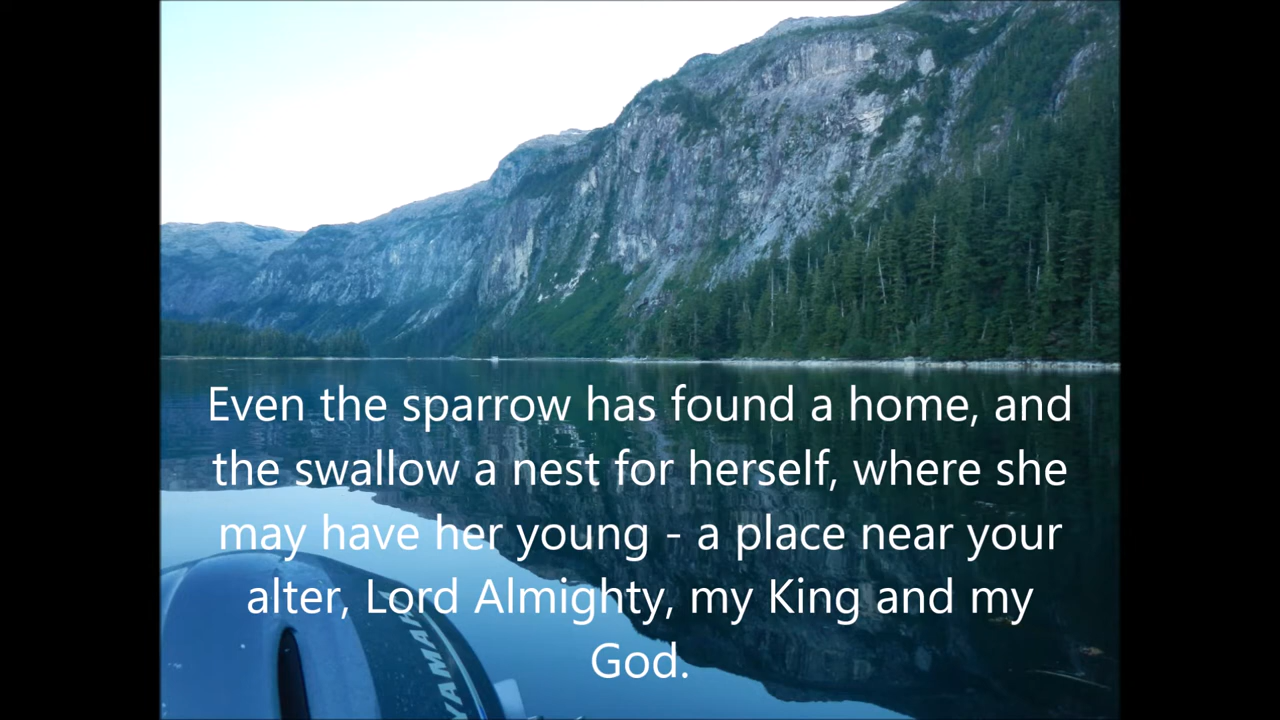 Even the sparrow has found a home, and
the swallow a nest for herself, where she
may have her young - a place near your
alter, Lord Almighty, my King and my
God.
YAMAH